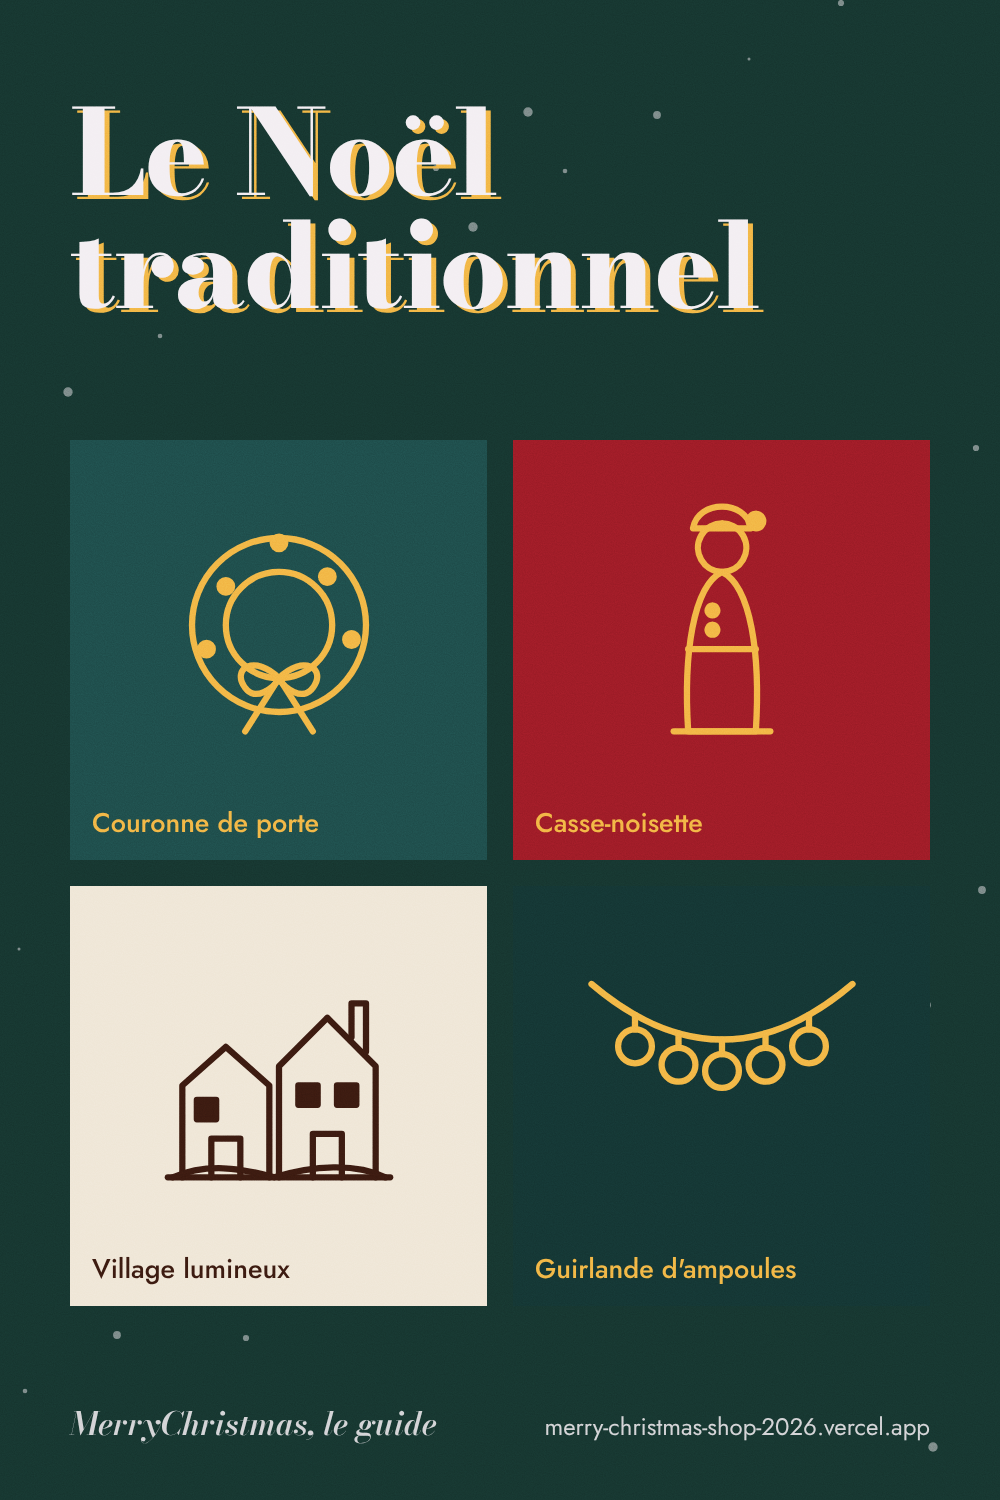 Le Noël
traditionnel
Couronne de porte
Casse-noisette
Village lumineux
Guirlande d'ampoules
MerryChristmas, le guide
merry-christmas-shop-2026.vercel.app